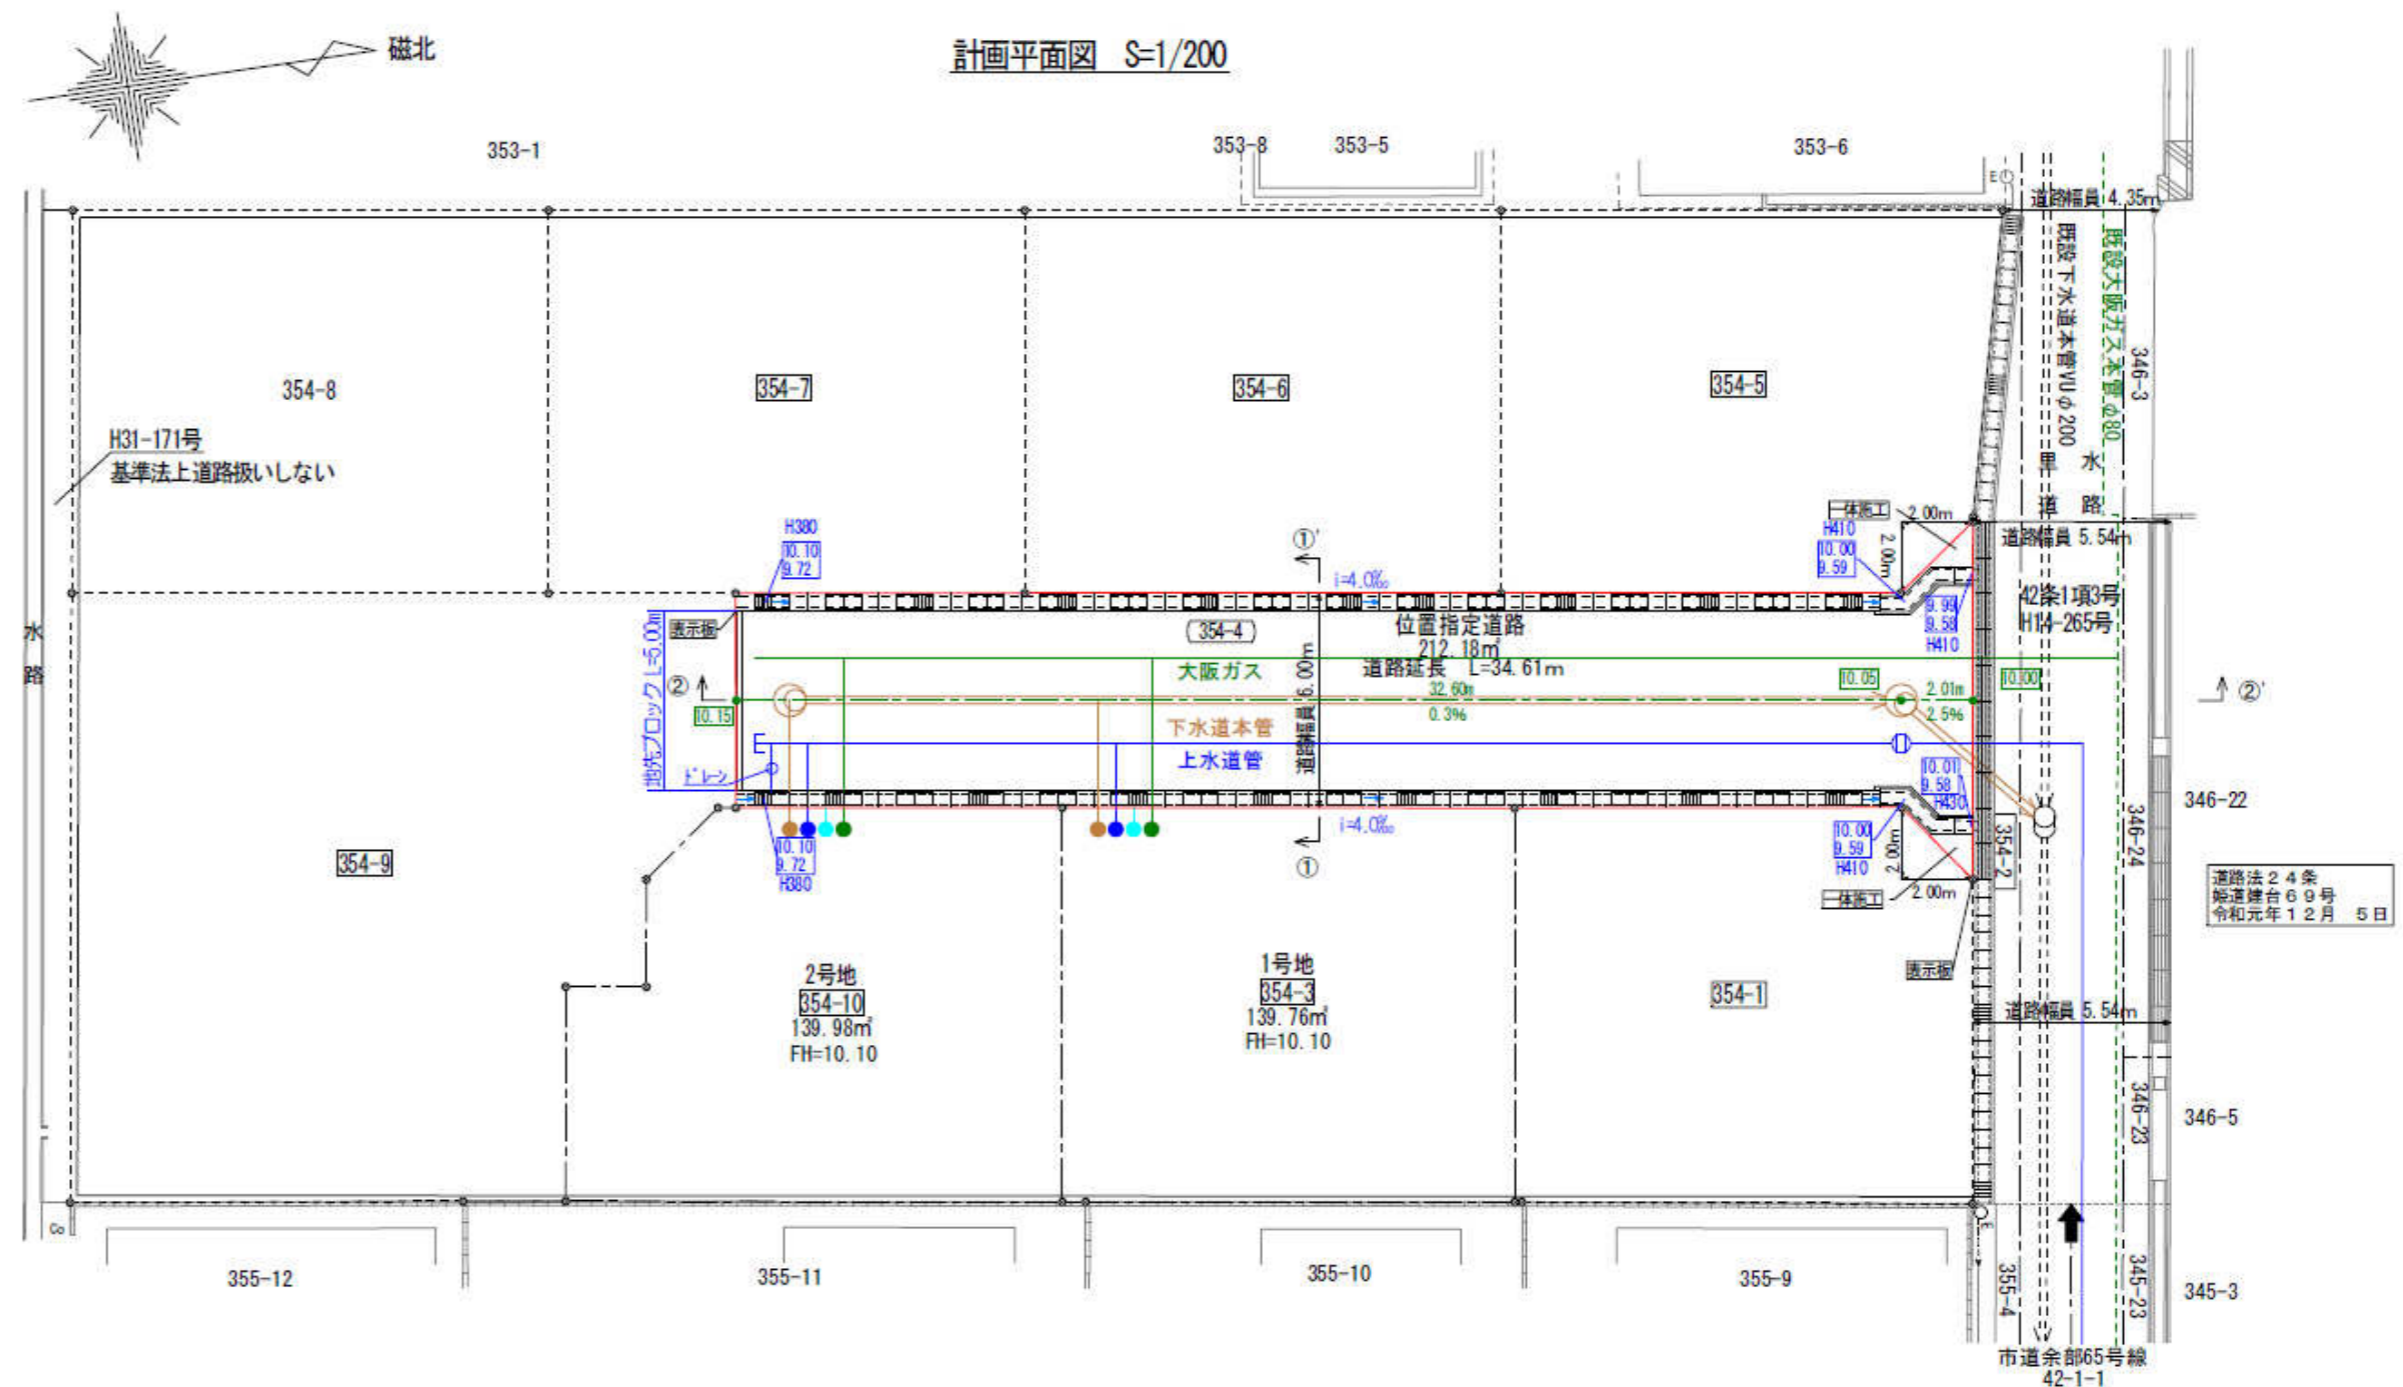 磁北
計画平面図 S=1/200
353-1
353-8
353-5
353-6
E
道路幅員 4.35m
既設下水道本管VUφ200
既設大阪ガス本管φ80
346-3
354-8
354-7
354-6
354-5
H31-171号
基準法上道路扱いしない
里道
水路
一体施工
2.00m
2.00m
道路幅員 5.54m
H380
10.10
9.72
①'
i=4.0‰
H410
10.00
9.59
42条1項3号
H14-265号
9.99
9.58
H410
水路
表示板
354-4
位置指定道路
212.18㎡
道路延長 L=34.61m
大阪ガス
地先ブロック L=5.00m
②
10.15
32.60m
0.3%
10.05
2.01m
2.5%
10.00
②'
下水道本管
上水道管
道路幅員 6.00m
ドレーン
10.01
9.58
H430
346-22
346-24
10.10
9.72
H380
i=4.0‰
①
10.00
9.59
H410
2.00m
2.00m
一体施工
354-2
354-9
道路法24条
姫道建台69号
令和元年12月 5日
2号地
354-10
139.98㎡
FH=10.10
1号地
354-3
139.76㎡
FH=10.10
354-1
表示板
道路幅員 5.54m
346-23
346-5
Co
E
355-12
355-11
355-10
355-9
355-4
345-23
345-3
市道余部65号線
42-1-1